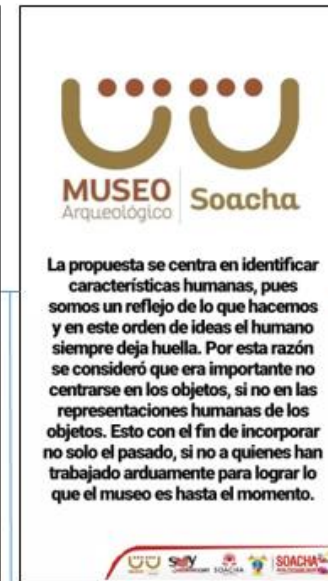 MUSEO
Arqueológico
Soacha
La propuesta se centra en identificar
características humanas, pues
somos un reflejo de lo que hacemos
y en este orden de ideas el humano
siempre deja huella. Por esta razón
se consideró que era importante no
centrarse en los objetos, si no en las
representaciones humanas de los
objetos. Esto con el fin de incorporar
no solo el pasado, si no a quienes han
trabajado arduamente para lograr lo
que el museo es hasta el momento.
SOACHA
SOACHA